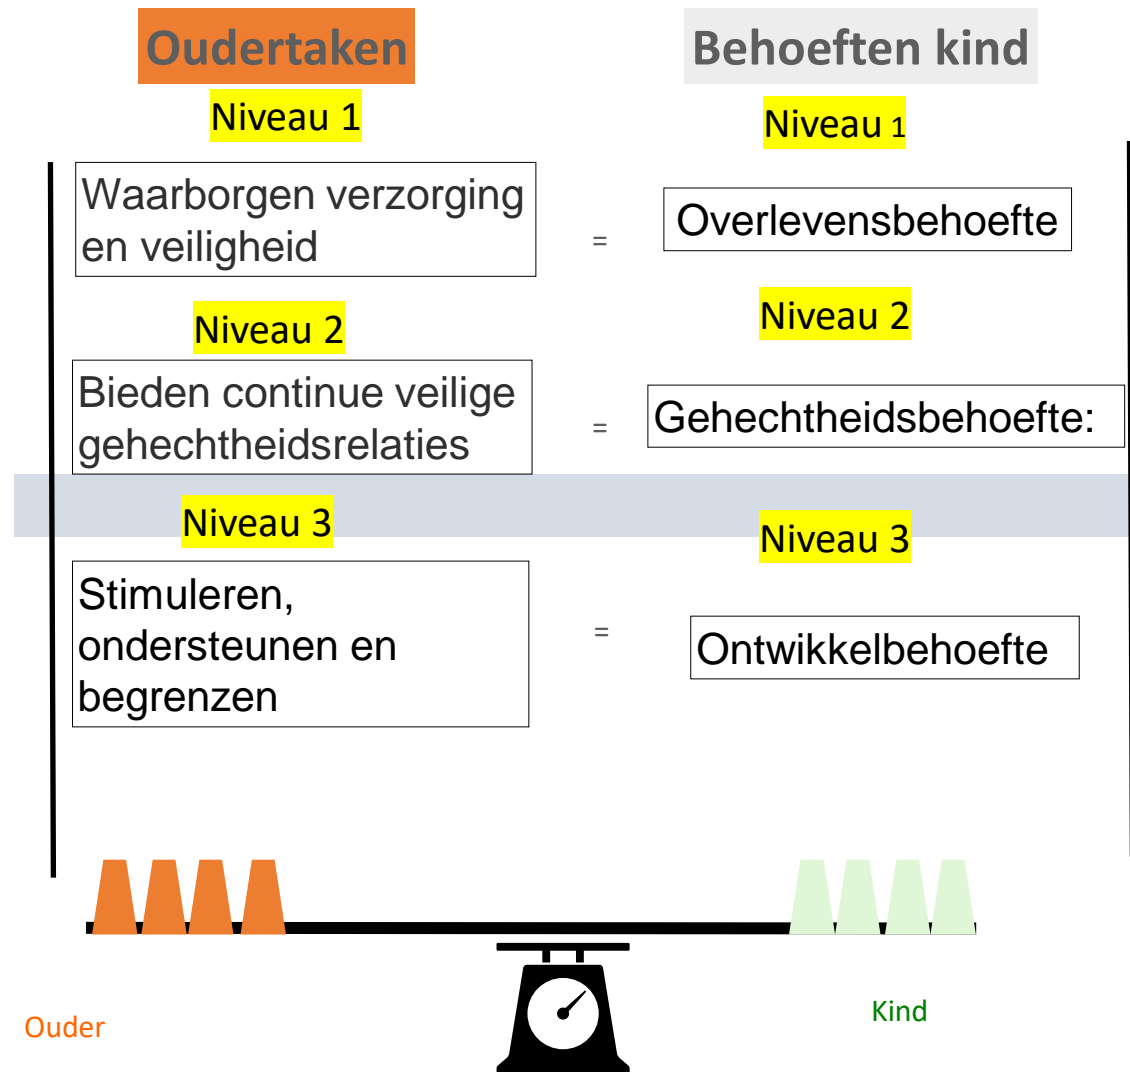 Oudertaken
Behoeften kind
Niveau 1
Niveau 1
Waarborgen verzorging
en veiligheid
=
Overlevensbehoefte
Niveau 2
Niveau 2
Bieden continue veilige
gehechtheidsrelaties
=
Gehechtheidsbehoefte:
Niveau 3
Niveau 3
Stimuleren,
ondersteunen en
begrenzen
=
Ontwikkelbehoefte
Ouder
Kind